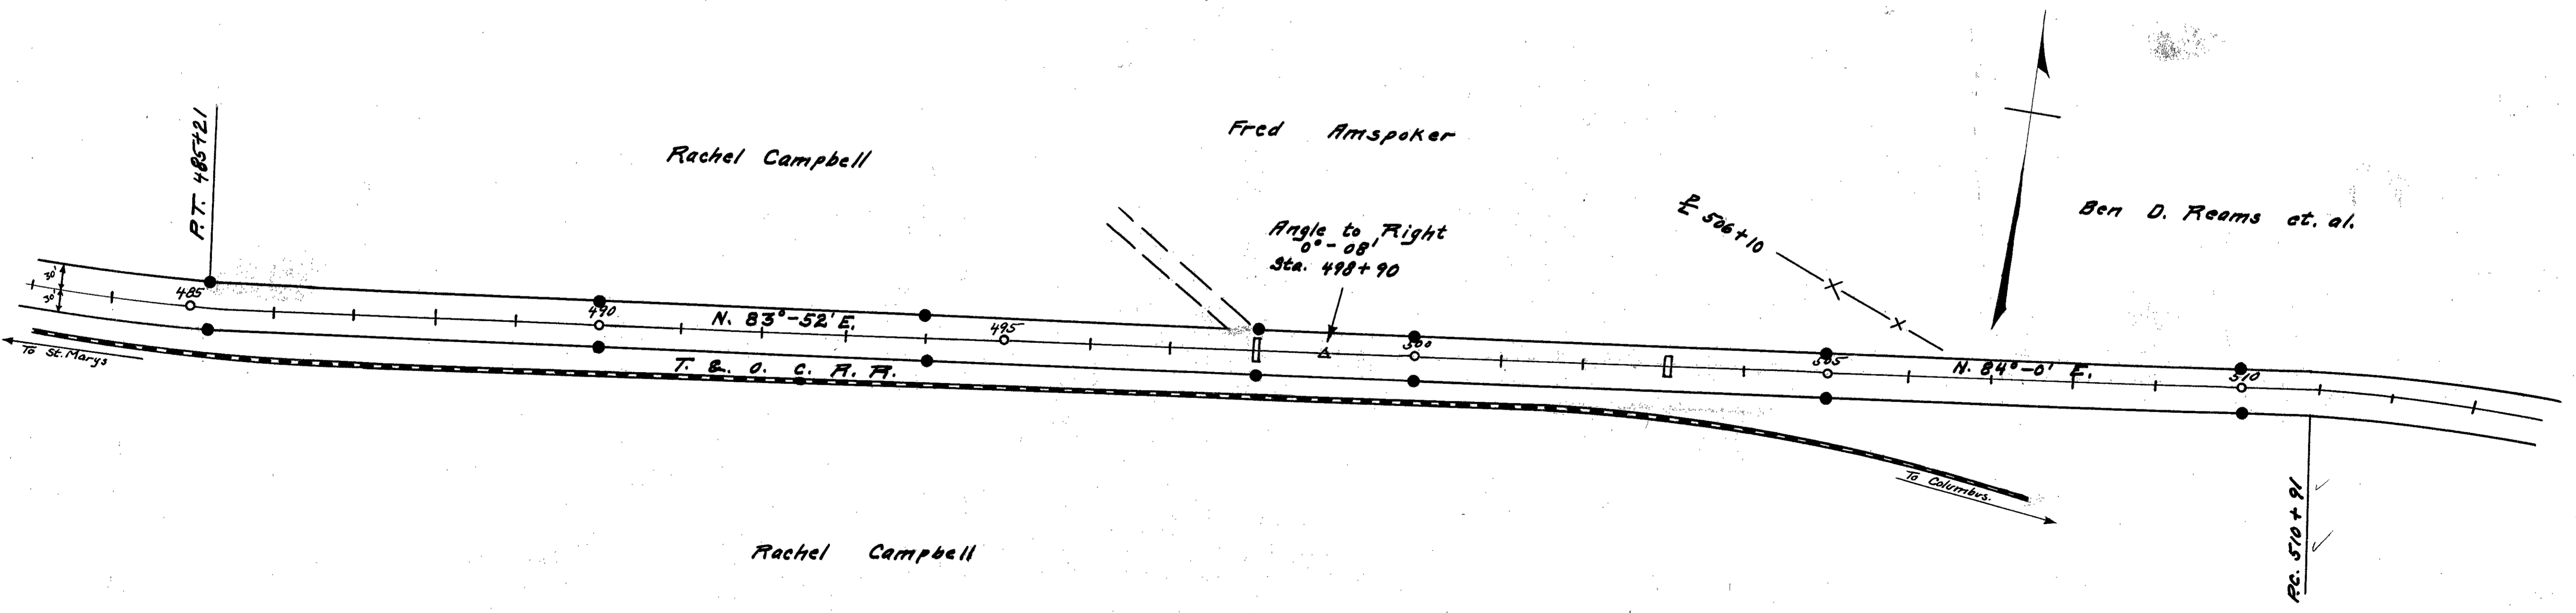 P.T. 485+21
Rachel Campbell
Fred Amspoker
Angle to Right
0°-08'
Sta. 498+90
P/L 506+10
Ben D. Reams et. al.
30'
30'
485
490
N. 83°-52' E.
495
500
505
N. 84°-0' E.
510
To St. Marys
T. & O. C. R. R.
To Columbus.
Rachel Campbell
P.C. 510+91